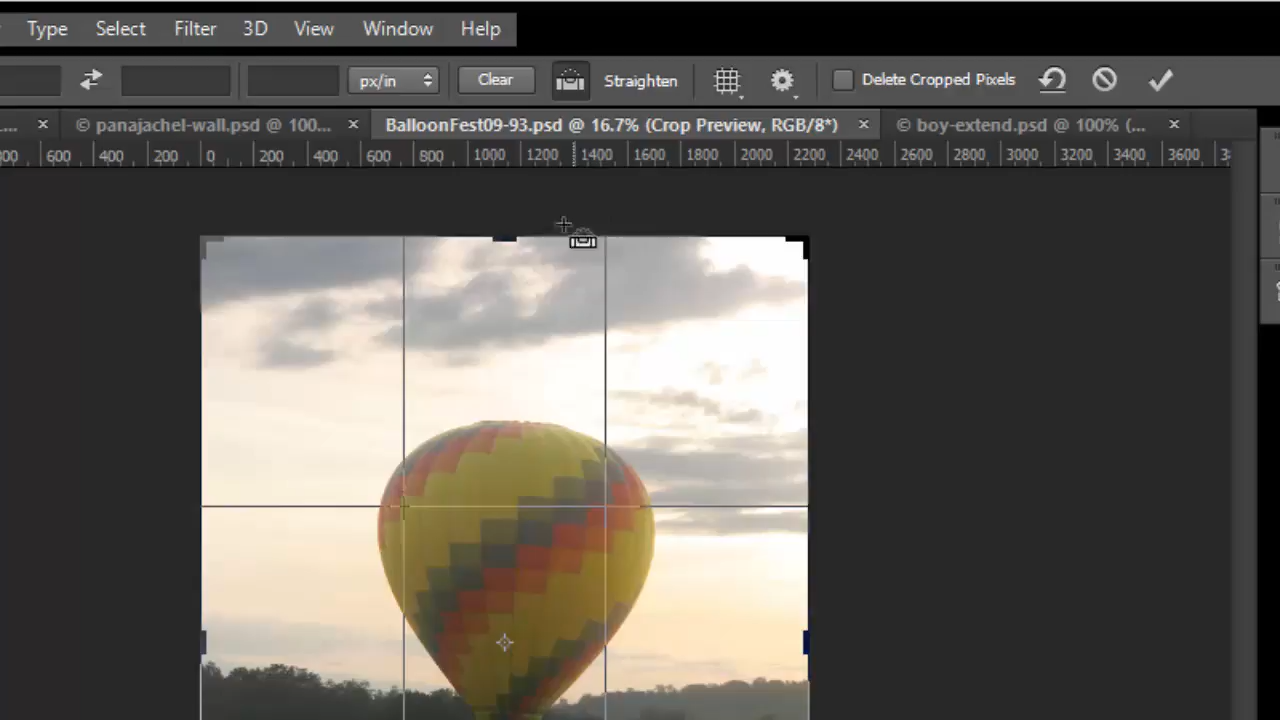 Type Select Filter 3D View Window Help
px/in Clear Straighten Delete Cropped Pixels
... × © panajachel-wall.psd @ 100... × BalloonFest09-93.psd @ 16.7% (Crop Preview, RGB/8*) × © boy-extend.psd @ 100% (... ×
600 400 200 0 200 400 600 800 1000 1200 1400 1600 1800 2000 2200 2400 2600 2800 3000 3200 3400 3600